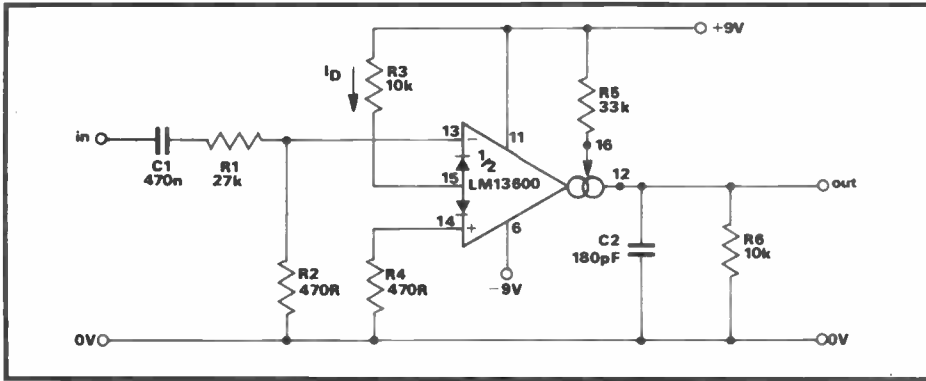 +9V
I_D
R3
10k
R5
33k
in
C1
470n
R1
27k
13
−
11
16
1/2
15
LM13600
12
out
14
+
6
C2
180pF
R6
10k
R2
470R
R4
470R
−9V
0V
0V